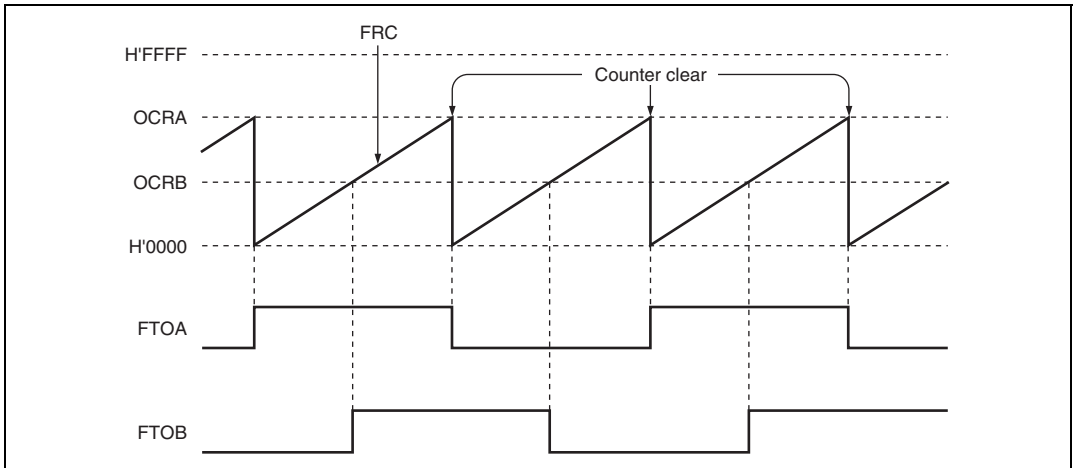 FRC
H'FFFF
Counter clear
OCRA
OCRB
H'0000
FTOA
FTOB